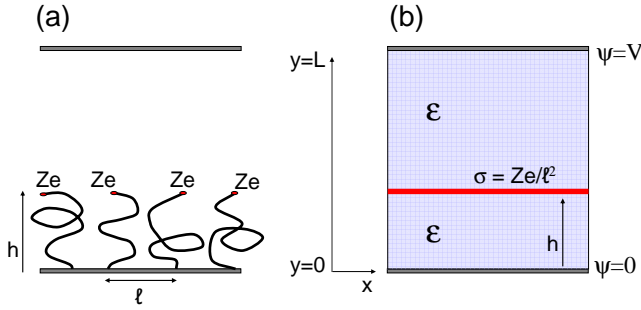 (a)
Ze Ze Ze Ze
h
ℓ
(b)
y=L
ψ=V
ε
σ = Ze/ℓ²
ε
h
y=0
ψ=0
x